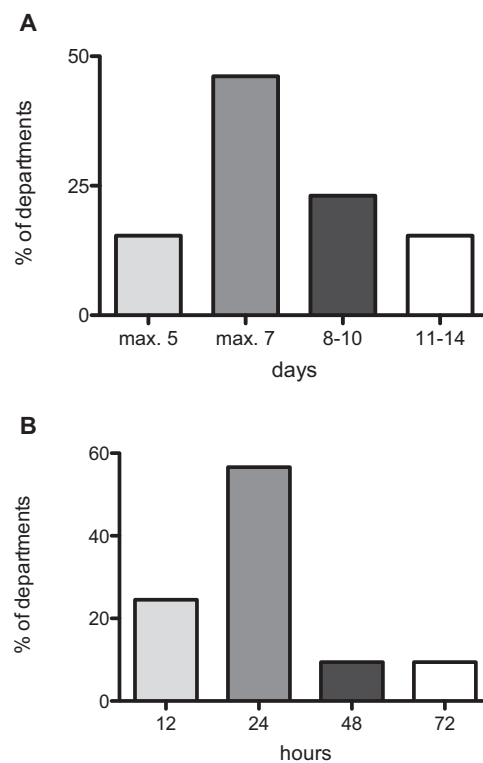 A
50
25
0
% of departments
max. 5 max. 7 8-10 11-14
days
B
60
40
20
0
% of departments
12 24 48 72
hours